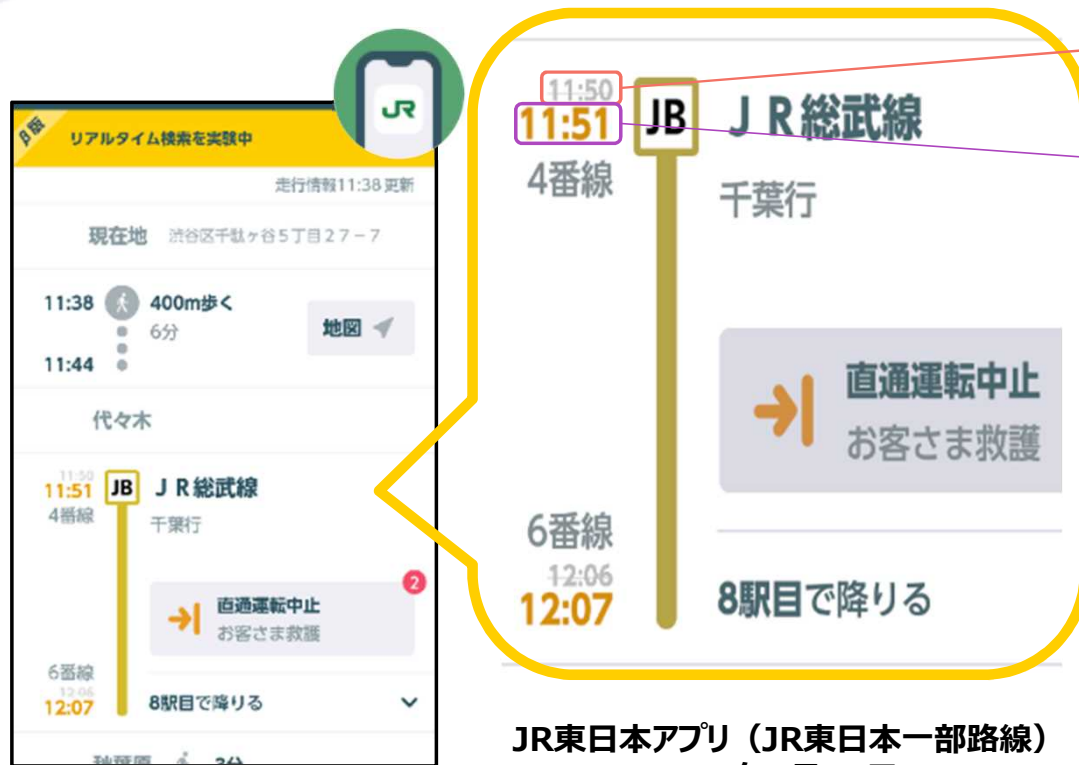 JR
β版
リアルタイム検索を実験中
走行情報11:38更新
現在地 渋谷区千駄ヶ谷5丁目27-7
11:38 400m歩く
6分
地図
11:44
代々木
11:50
11:51 JB JR総武線
4番線 千葉行
2
直通運転中止
お客さま救護
6番線
12:06
12:07 8駅目で降りる
秋葉原 3分
11:50
11:51 JB JR総武線
4番線
千葉行
直通運転中止
お客さま救護
6番線
12:06
12:07 8駅目で降りる
JR東日本アプリ（JR東日本一部路線）